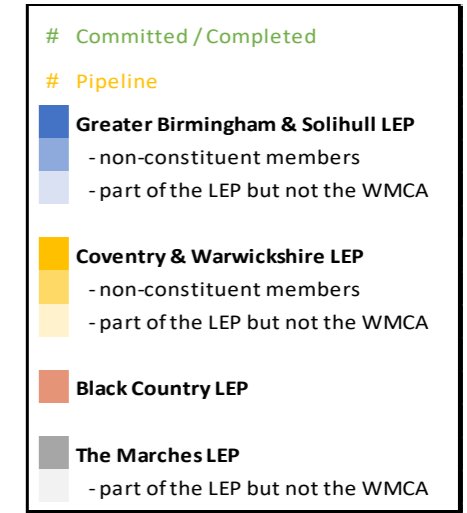 # Committed / Completed
# Pipeline
Greater Birmingham & Solihull LEP
- non-constituent members
- part of the LEP but not the WMCA
Coventry & Warwickshire LEP
- non-constituent members
- part of the LEP but not the WMCA
Black Country LEP
The Marches LEP
- part of the LEP but not the WMCA